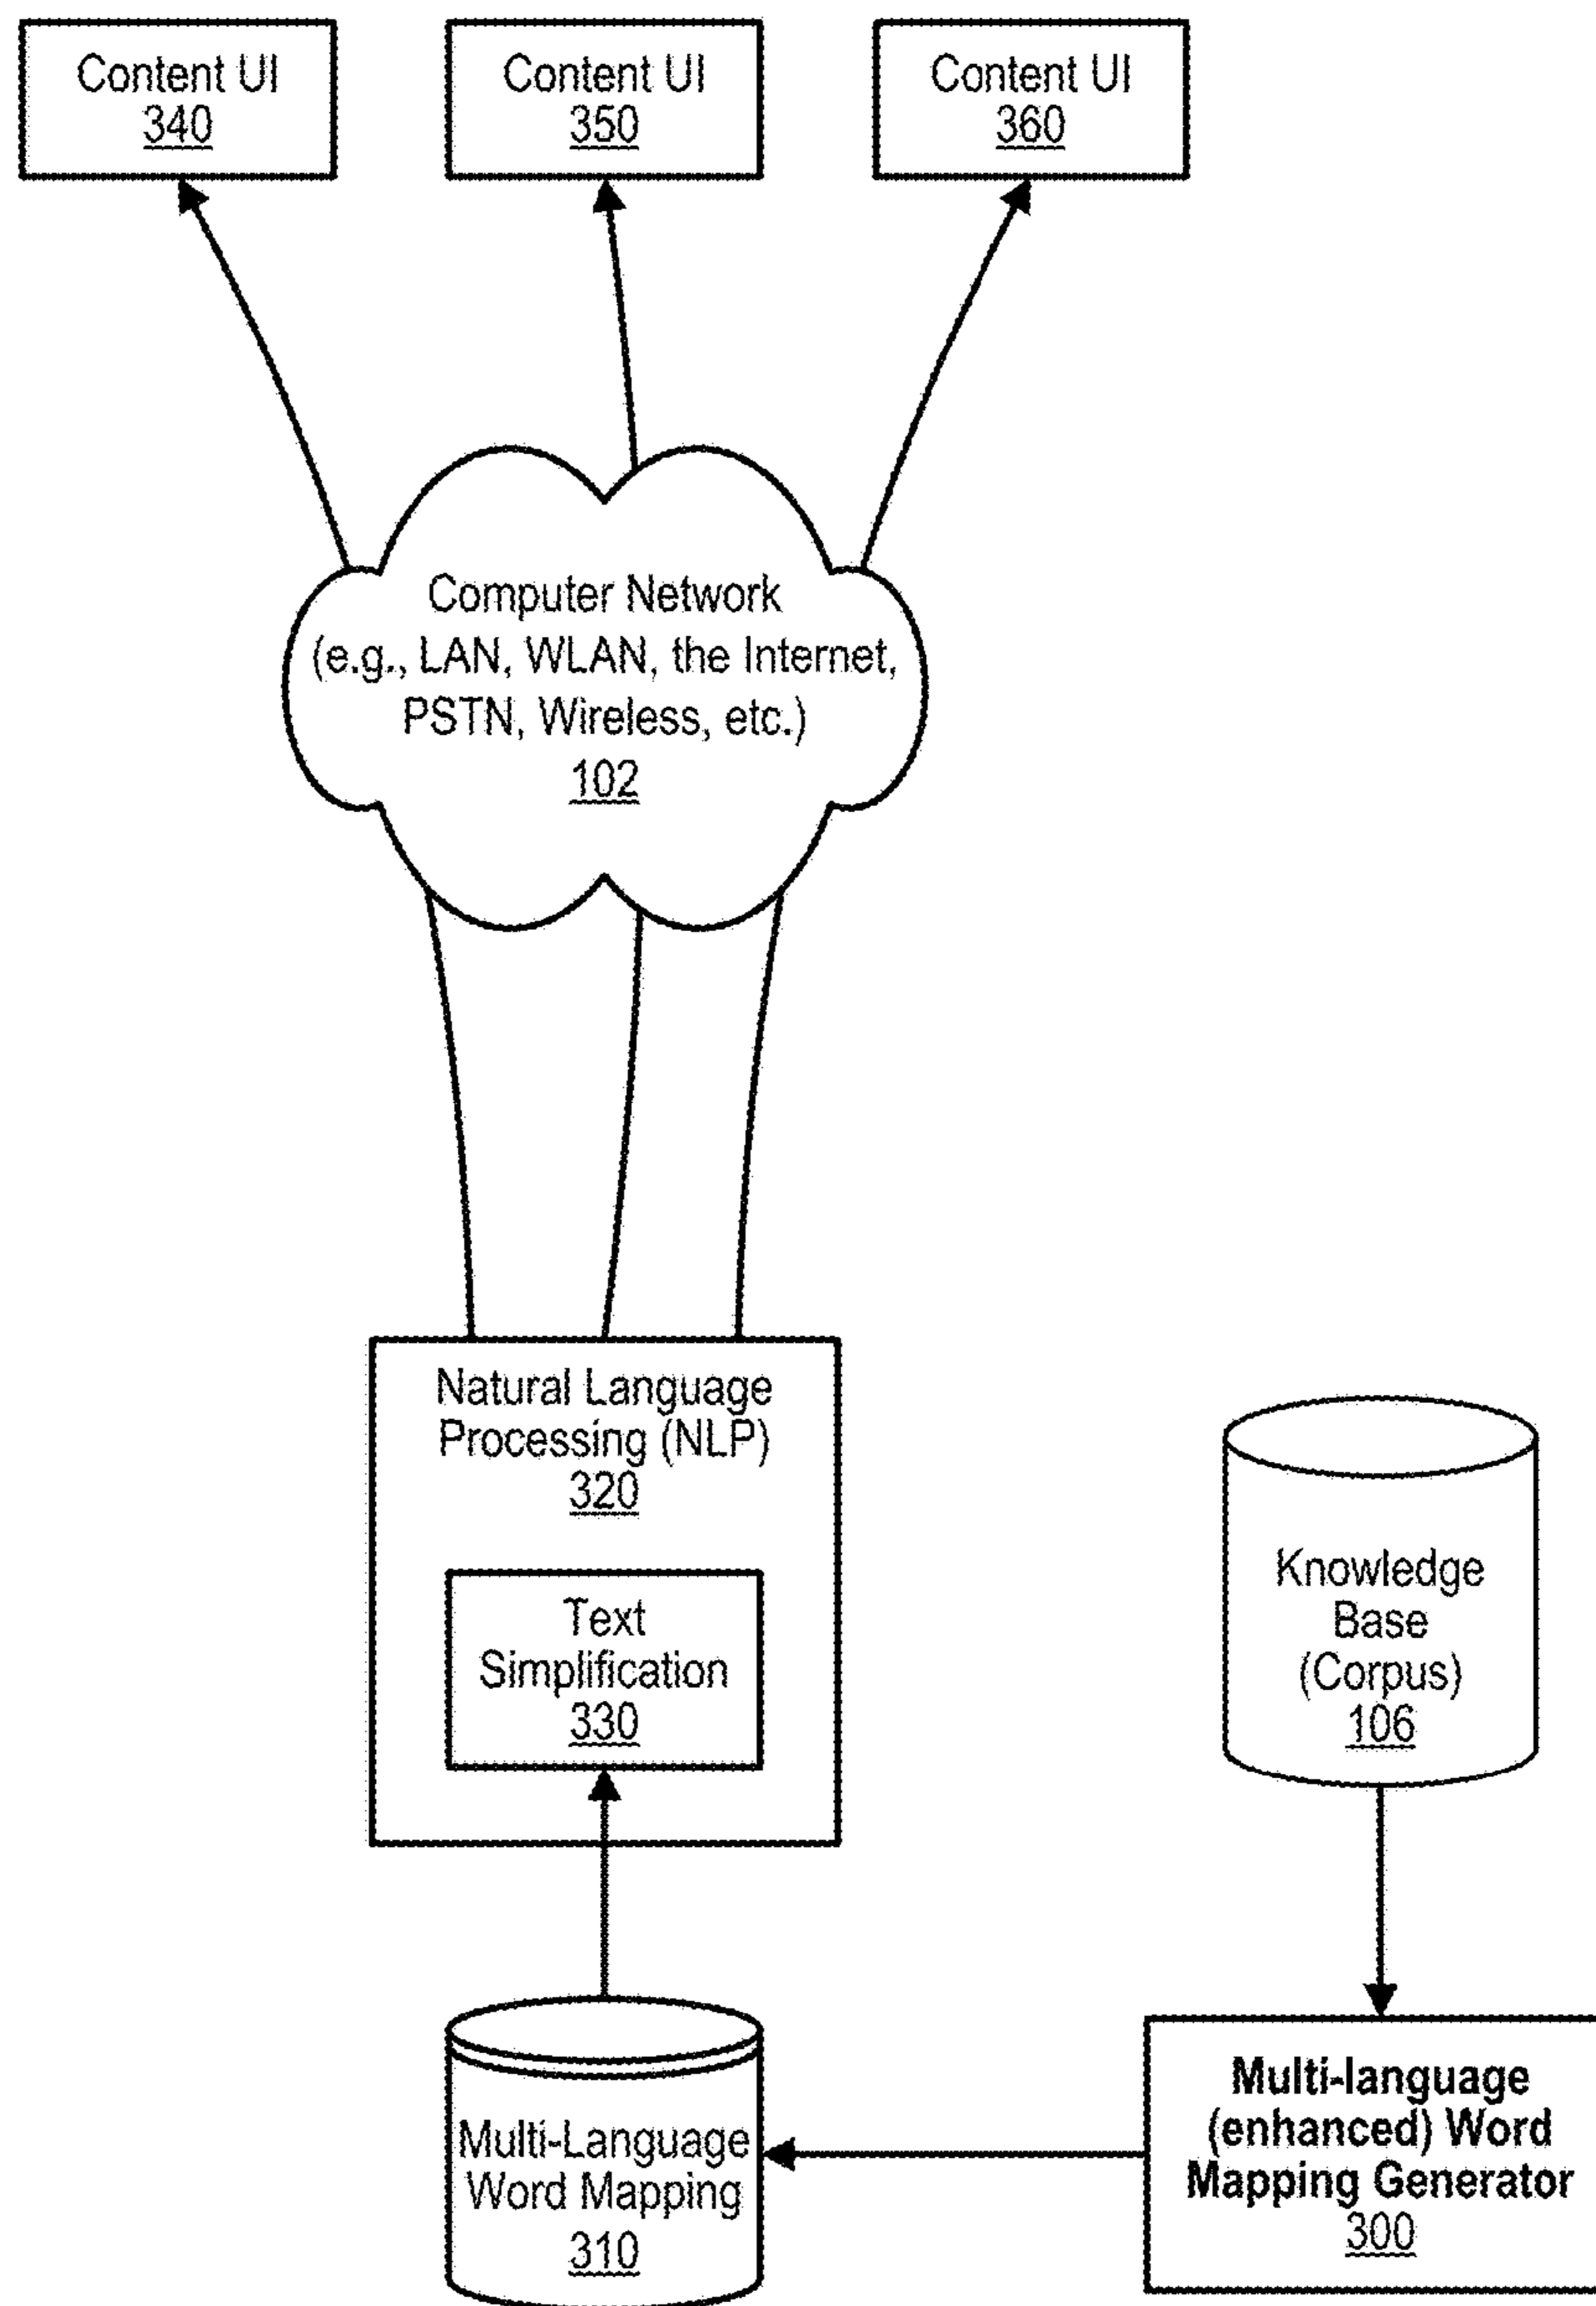 Content UI
340
Content UI
350
Content UI
360
Computer Network
(e.g., LAN, WLAN, the Internet,
PSTN, Wireless, etc.)
102
Natural Language
Processing (NLP)
320
Text
Simplification
330
Knowledge
Base
(Corpus)
106
Multi-Language
Word Mapping
310
Multi-language
(enhanced) Word
Mapping Generator
300